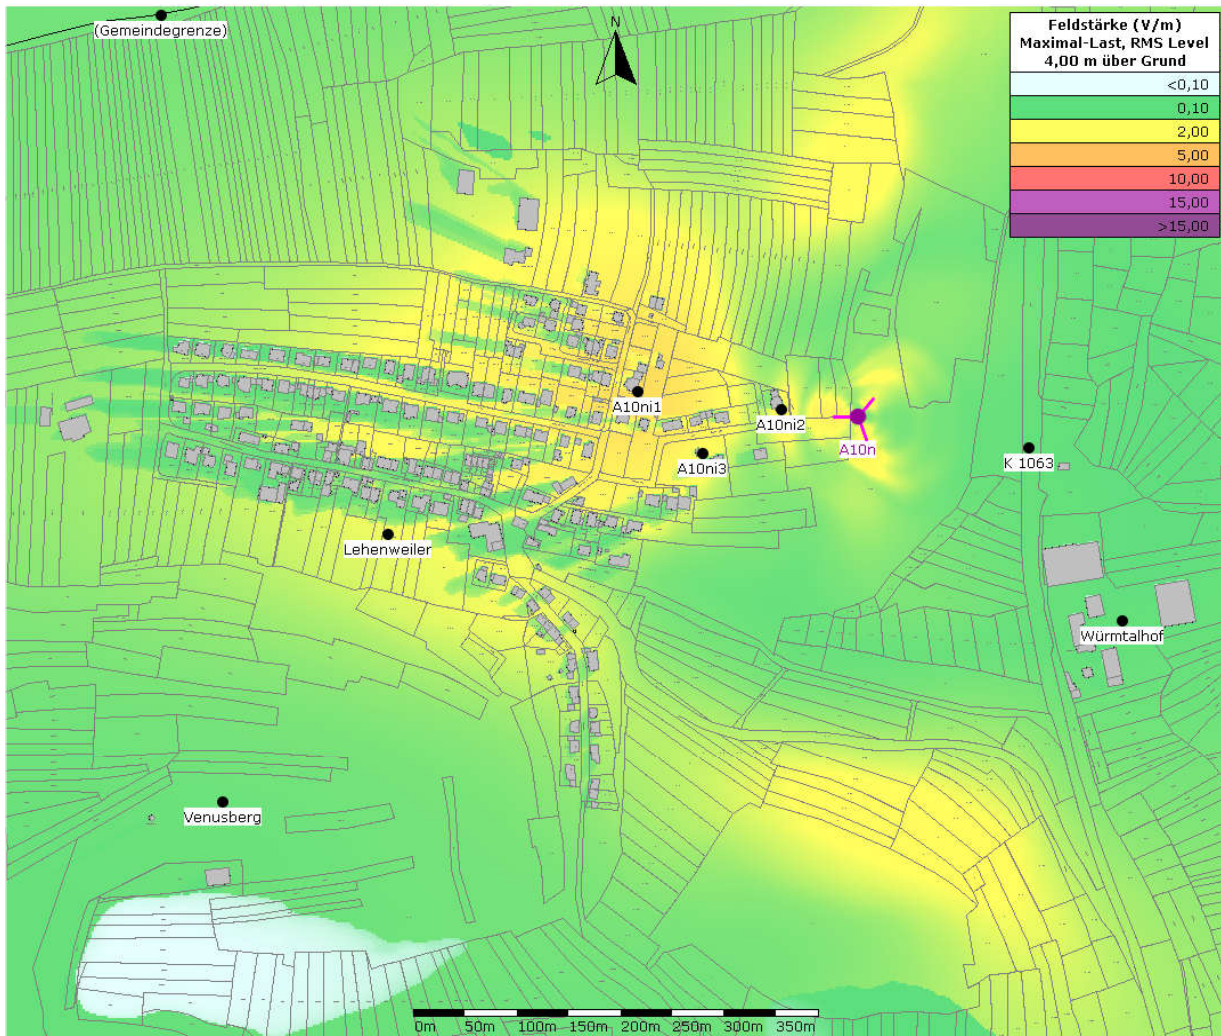 (Gemeindegrenze)
N
Feldstärke (V/m)
Maximal-Last, RMS Level
4,00 m über Grund
<0,10
0,10
2,00
5,00
10,00
15,00
>15,00
A10ni1
A10ni2
A10n
A10ni3
K 1063
Lehenweiler
Würmtalhof
Venusberg
0m 50m 100m 150m 200m 250m 300m 350m